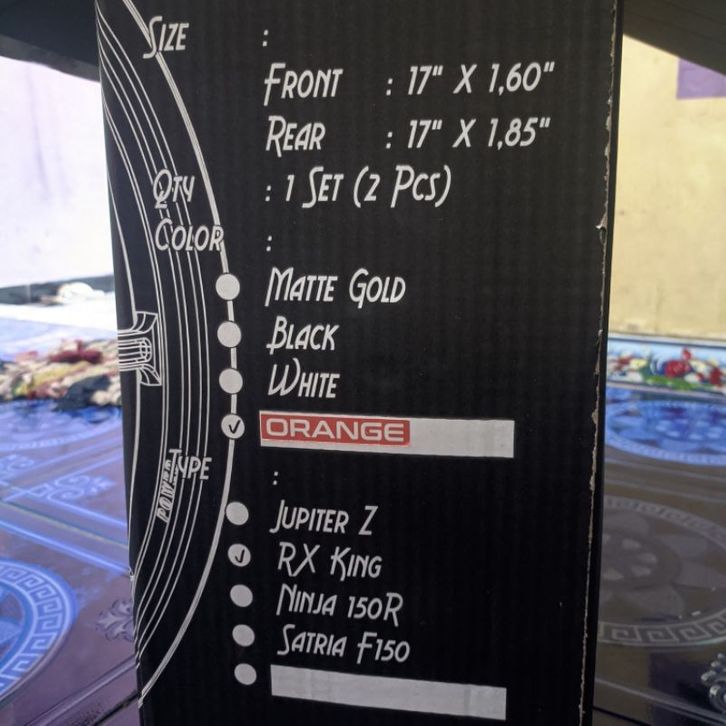 Size :
Front : 17" X 1,60"
Rear : 17" X 1,85"
Qty : 1 Set (2 Pcs)
Color :
Matte Gold
Black
White
ORANGE
Type :
POWER
Jupiter Z
RX King
Ninja 150R
Satria F150